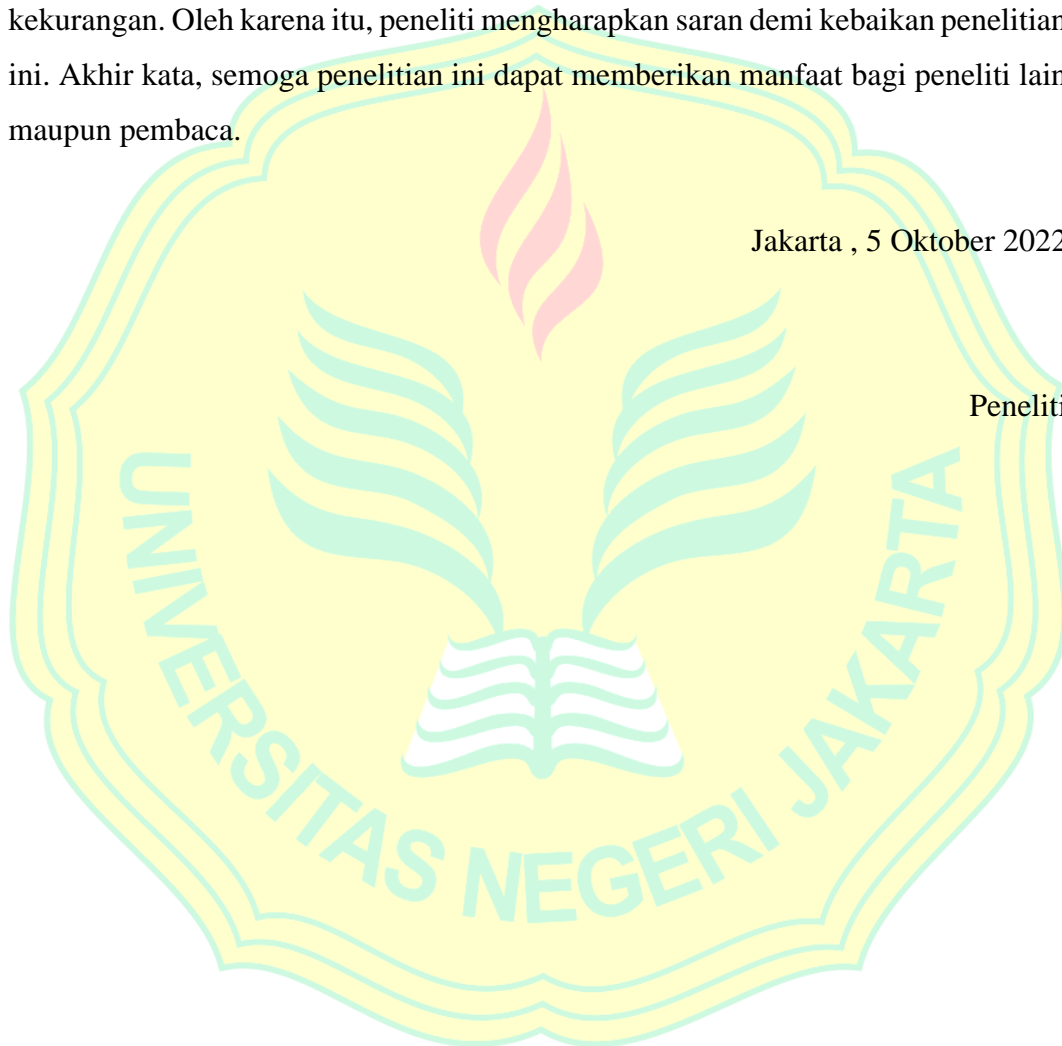 kekurangan. Oleh karena itu, peneliti mengharapkan saran demi kebaikan penelitian
ini. Akhir kata, semoga penelitian ini dapat memberikan manfaat bagi peneliti lain
maupun pembaca.
Jakarta , 5 Oktober 2022
Peneliti
UNIVERSITAS NEGERI JAKARTA